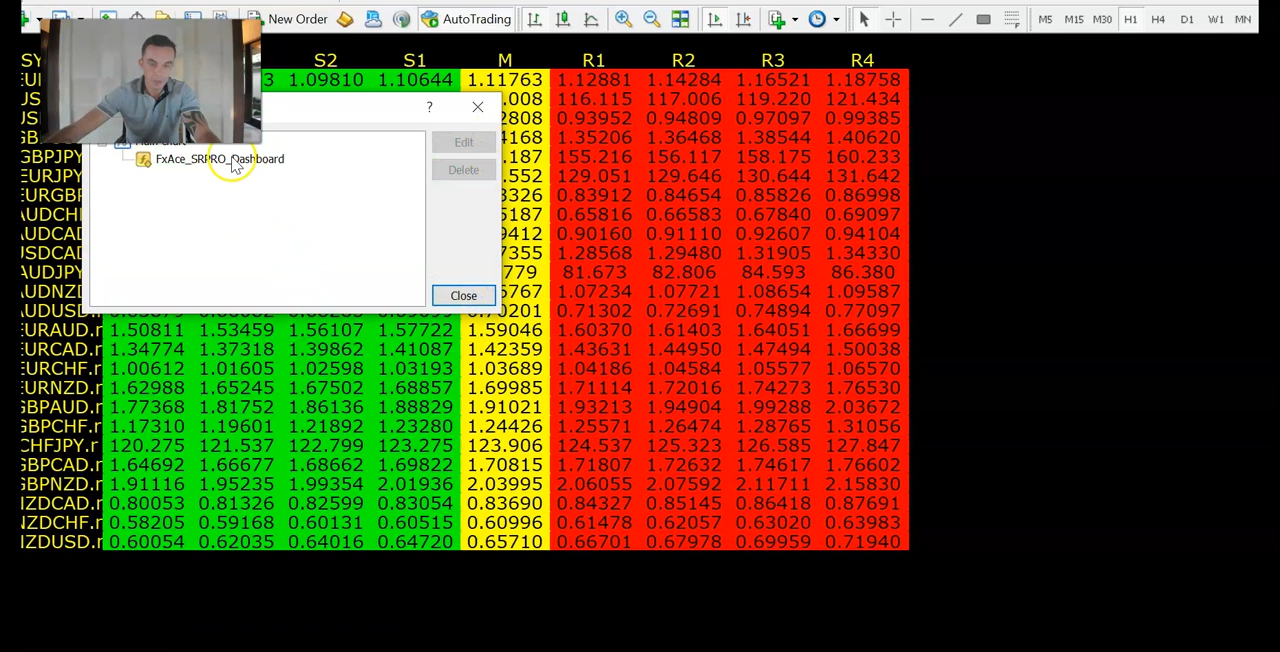 New Order AutoTrading M5 M15 M30 H1 H4 D1 W1 MN
S2 S1 M R1 R2 R3 R4
1.09810 1.10644 1.11763 1.12881 1.14284 1.16521 1.18758
? 116.115 117.006 119.220 121.434
0.93952 0.94809 0.97097 0.99385
1.35206 1.36468 1.38544 1.40620
Edit
GBPJPY 155.216 156.117 158.175 160.233
FxAce_SRPRO_Dashboard
Delete
EURJPY 129.051 129.646 130.644 131.642
EURGBP 0.83912 0.84654 0.85826 0.86998
AUDCH 0.65816 0.66583 0.67840 0.69097
AUDCAD 0.90160 0.91110 0.92607 0.94104
USDCAD 1.28568 1.29480 1.31905 1.34330
AUDJPY 81.673 82.806 84.593 86.380
AUDNZD 1.07234 1.07721 1.08654 1.09587
Close
AUDUSD 0.71302 0.72691 0.74894 0.77097
EURAUD.r 1.50811 1.53459 1.56107 1.57722 1.59046 1.60370 1.61403 1.64051 1.66699
EURCAD.r 1.34774 1.37318 1.39862 1.41087 1.42359 1.43631 1.44950 1.47494 1.50038
EURCHF.r 1.00612 1.01605 1.02598 1.03193 1.03689 1.04186 1.04584 1.05577 1.06570
EURNZD.r 1.62988 1.65245 1.67502 1.68857 1.69985 1.71114 1.72016 1.74273 1.76530
GBPAUD.r 1.77368 1.81752 1.86136 1.88829 1.91021 1.93213 1.94904 1.99288 2.03672
GBPCHF.r 1.17310 1.19601 1.21892 1.23280 1.24426 1.25571 1.26474 1.28765 1.31056
CHFJPY.r 120.275 121.537 122.799 123.275 123.906 124.537 125.323 126.585 127.847
GBPCAD.r 1.64692 1.66677 1.68662 1.69822 1.70815 1.71807 1.72632 1.74617 1.76602
GBPNZD.r 1.91116 1.95235 1.99354 2.01936 2.03995 2.06055 2.07592 2.11711 2.15830
NZDCAD.r 0.80053 0.81326 0.82599 0.83054 0.83690 0.84327 0.85145 0.86418 0.87691
NZDCHF.r 0.58205 0.59168 0.60131 0.60515 0.60996 0.61478 0.62057 0.63020 0.63983
NZDUSD.r 0.60054 0.62035 0.64016 0.64720 0.65710 0.66701 0.67978 0.69959 0.71940